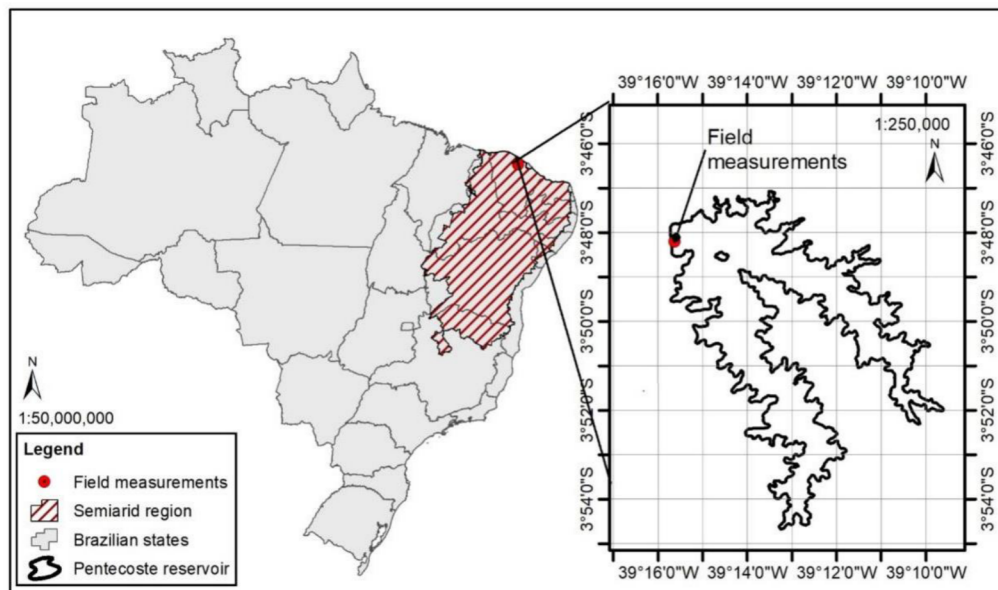 N
1:50,000,000
Legend
Field measurements
Semiarid region
Brazilian states
Pentecoste reservoir
39°16'0"W 39°14'0"W 39°12'0"W 39°10'0"W
1:250,000
N
Field
measurements
3°46'0"S
3°48'0"S
3°50'0"S
3°52'0"S
3°54'0"S
3°46'0"S
3°48'0"S
3°50'0"S
3°52'0"S
3°54'0"S
39°16'0"W 39°14'0"W 39°12'0"W 39°10'0"W